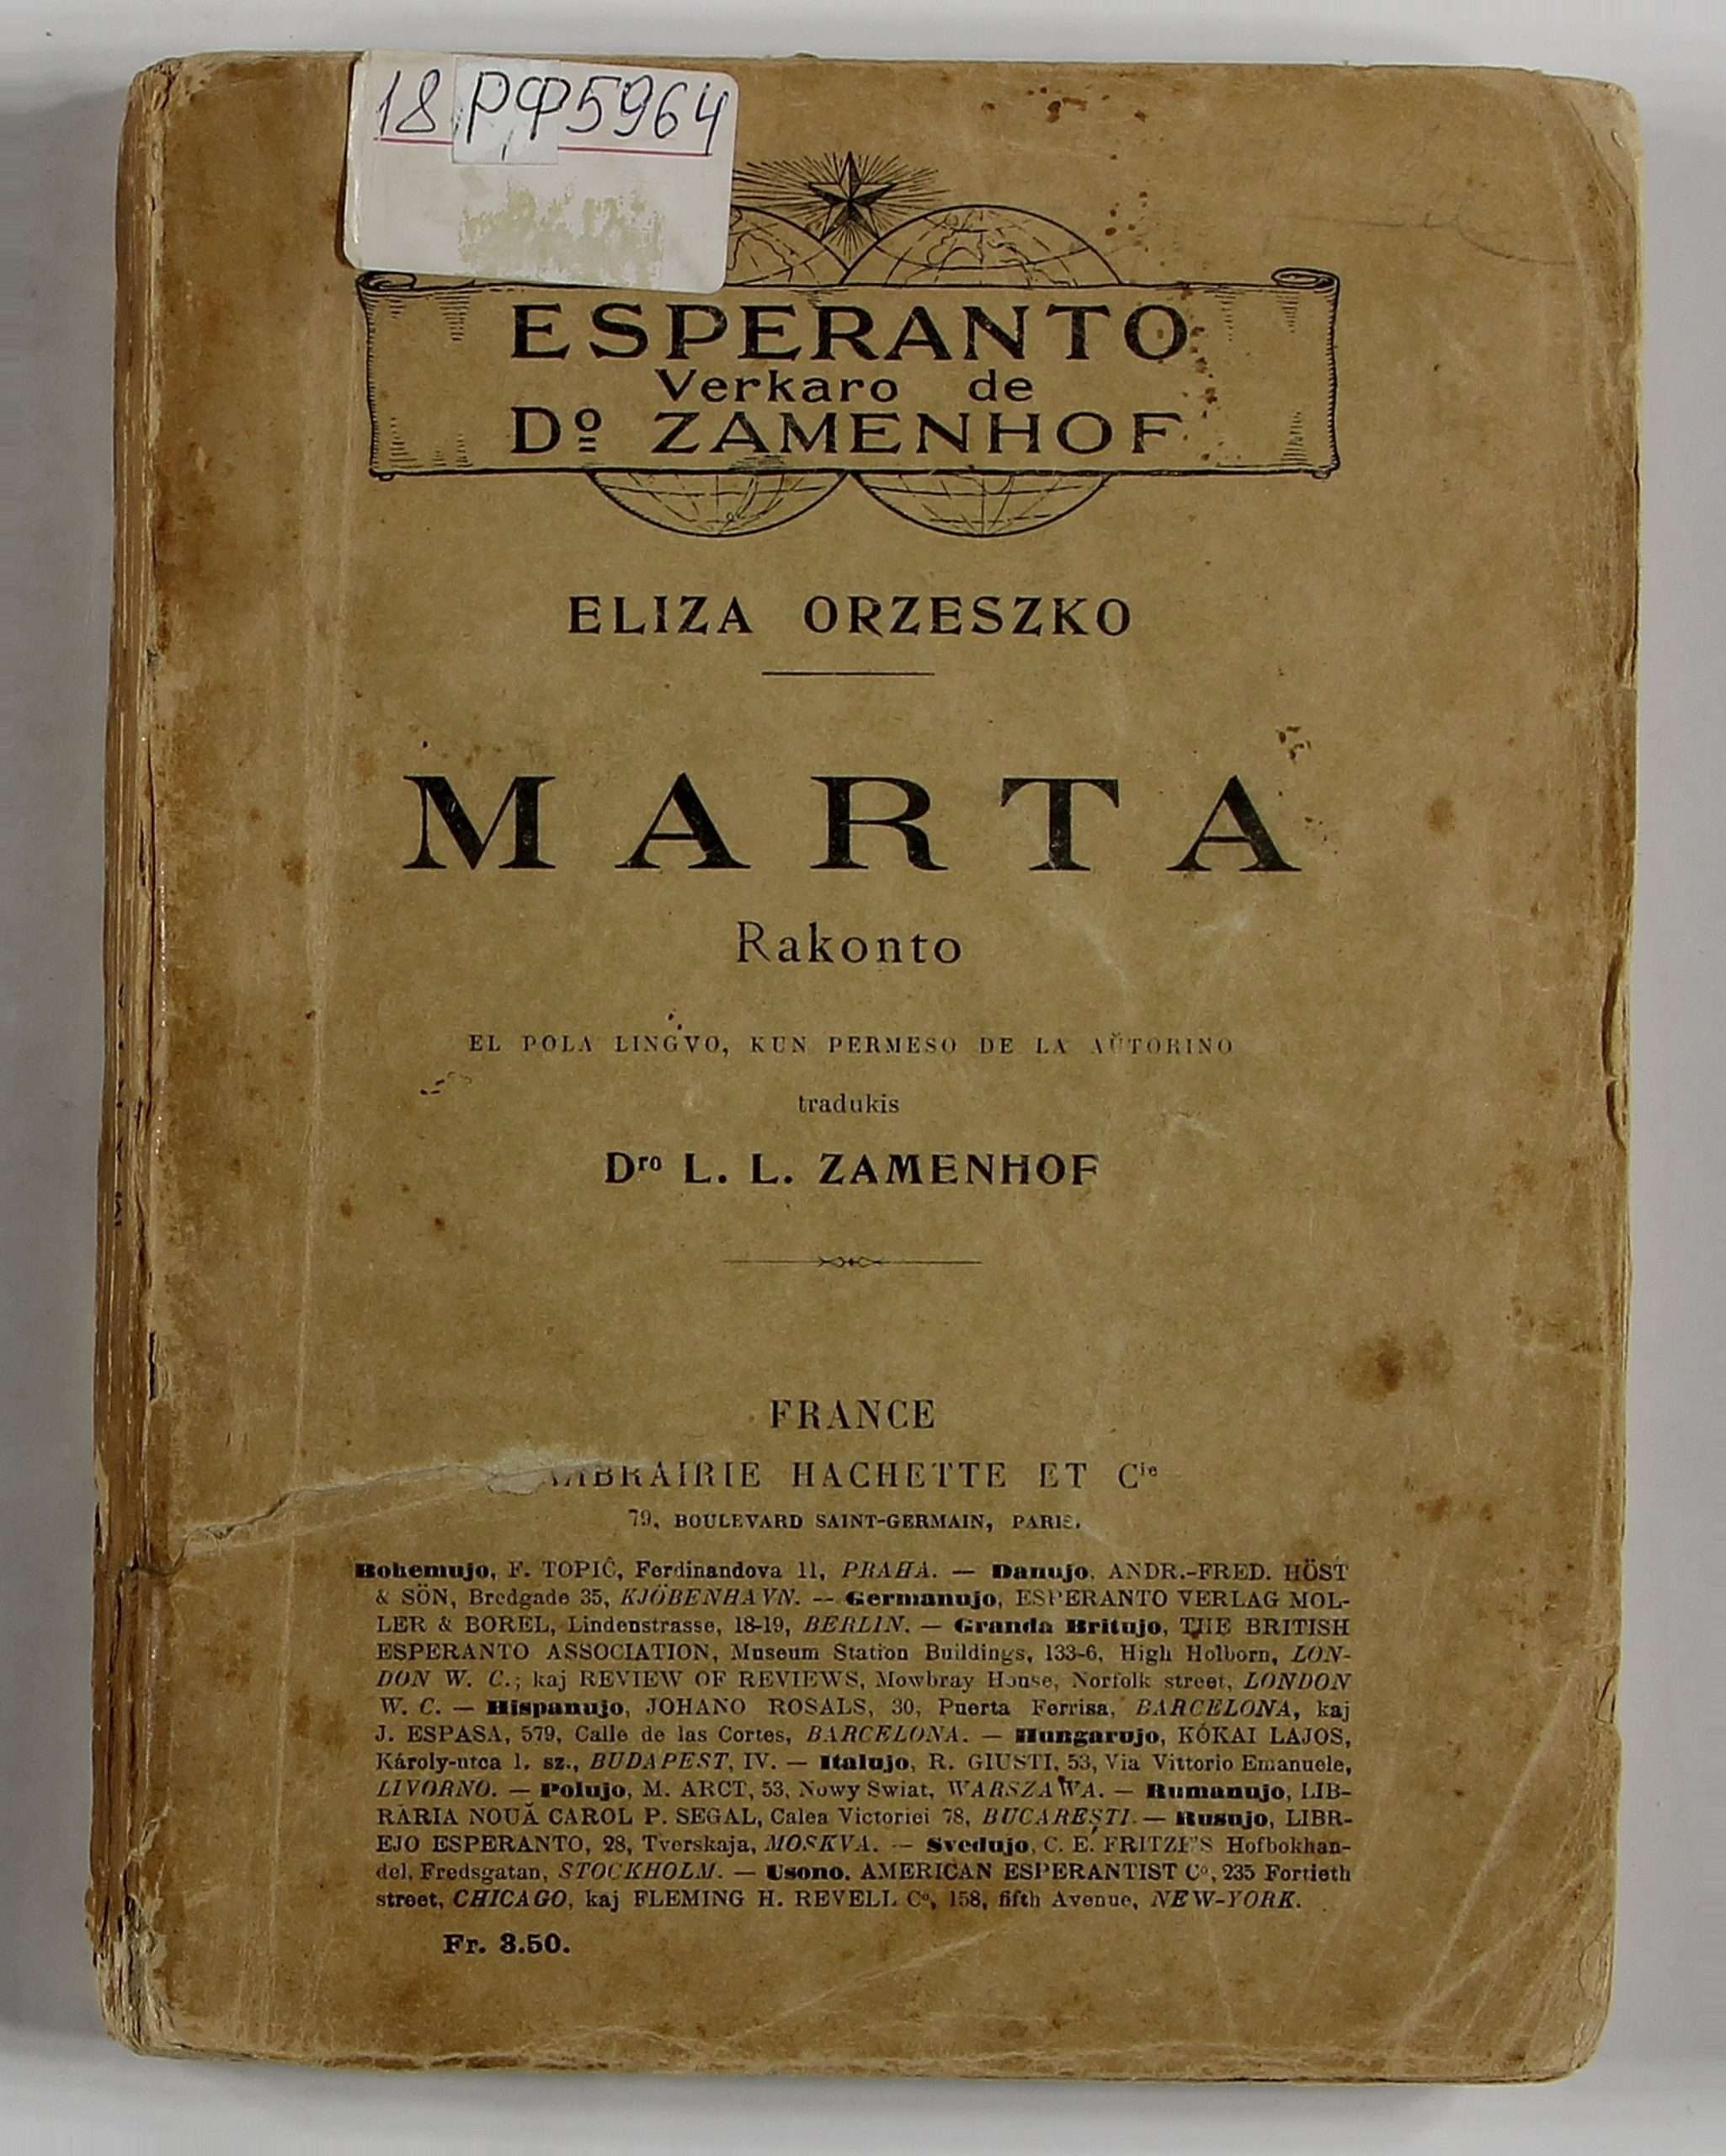 18 РФ5964
ESPERANTO
Verkaro de
Dº ZAMENHOF
ELIZA ORZESZKO
MARTA
Rakonto
EL POLA LINGVO, KUN PERMESO DE LA AŬTORINO
tradukis
Dro L. L. ZAMENHOF
FRANCE
LIBRAIRIE HACHETTE ET Cie
79, BOULEVARD SAINT-GERMAIN, PARIS.
Bohemujo, F. TOPIĈ, Ferdinandova 11, PRAHA. — Danujo, ANDR.-FRED. HÖST
& SÖN, Bredgade 35, KJÖBENHAVN. — Germanujo, ESPERANTO VERLAG MOL-
LER & BOREL, Lindenstrasse, 18-19, BERLIN. — Granda Britujo, THE BRITISH
ESPERANTO ASSOCIATION, Museum Station Buildings, 133-6, High Holborn, LON-
DON W. C.; kaj REVIEW OF REVIEWS, Mowbray House, Norfolk street, LONDON
W. C. — Hispanujo, JOHANO ROSALS, 30, Puerta Ferrisa, BARCELONA, kaj
J. ESPASA, 579, Calle de las Cortes, BARCELONA. — Hungarujo, KÓKAI LAJOS,
Károly-utca 1. sz., BUDAPEST, IV. — Italujo, R. GIUSTI, 53, Via Vittorio Emanuele,
LIVORNO. — Polujo, M. ARCT, 53, Nowy Swiat, WARSZAWA. — Rumanujo, LIB-
RĂRIA NOUĂ CAROL P. SEGAL, Calea Victoriei 78, BUCAREȘTI. — Rusujo, LIBR-
EJO ESPERANTO, 28, Tverskaja, MOSKVA. — Svedujo, C. E. FRITZE'S Hofbokhan-
del, Fredsgatan, STOCKHOLM. — Usono. AMERICAN ESPERANTIST Cº, 235 Fortieth
street, CHICAGO, kaj FLEMING H. REVELL Cº, 158, fifth Avenue, NEW-YORK.
Fr. 3.50.